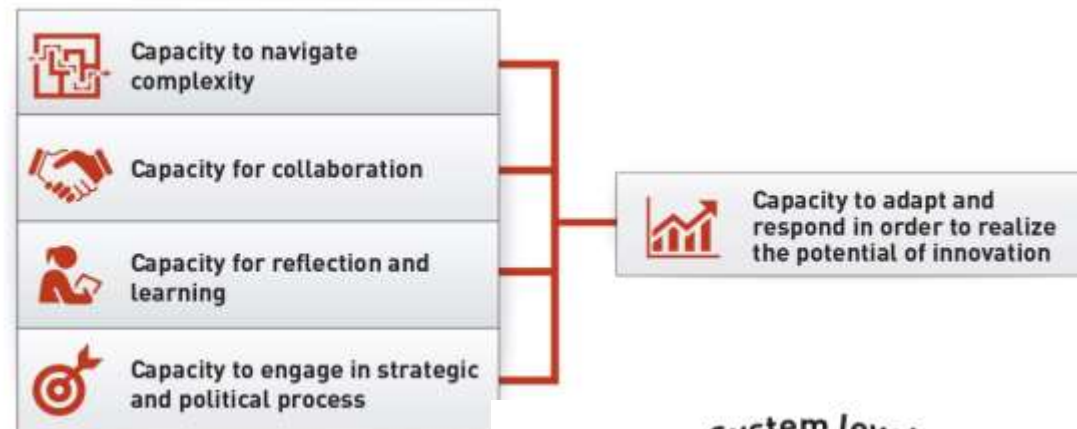 Capacity to navigate
complexity
Capacity for collaboration
Capacity for reflection and
learning
Capacity to engage in strategic
and political process
Capacity to adapt and
respond in order to realize
the potential of innovation